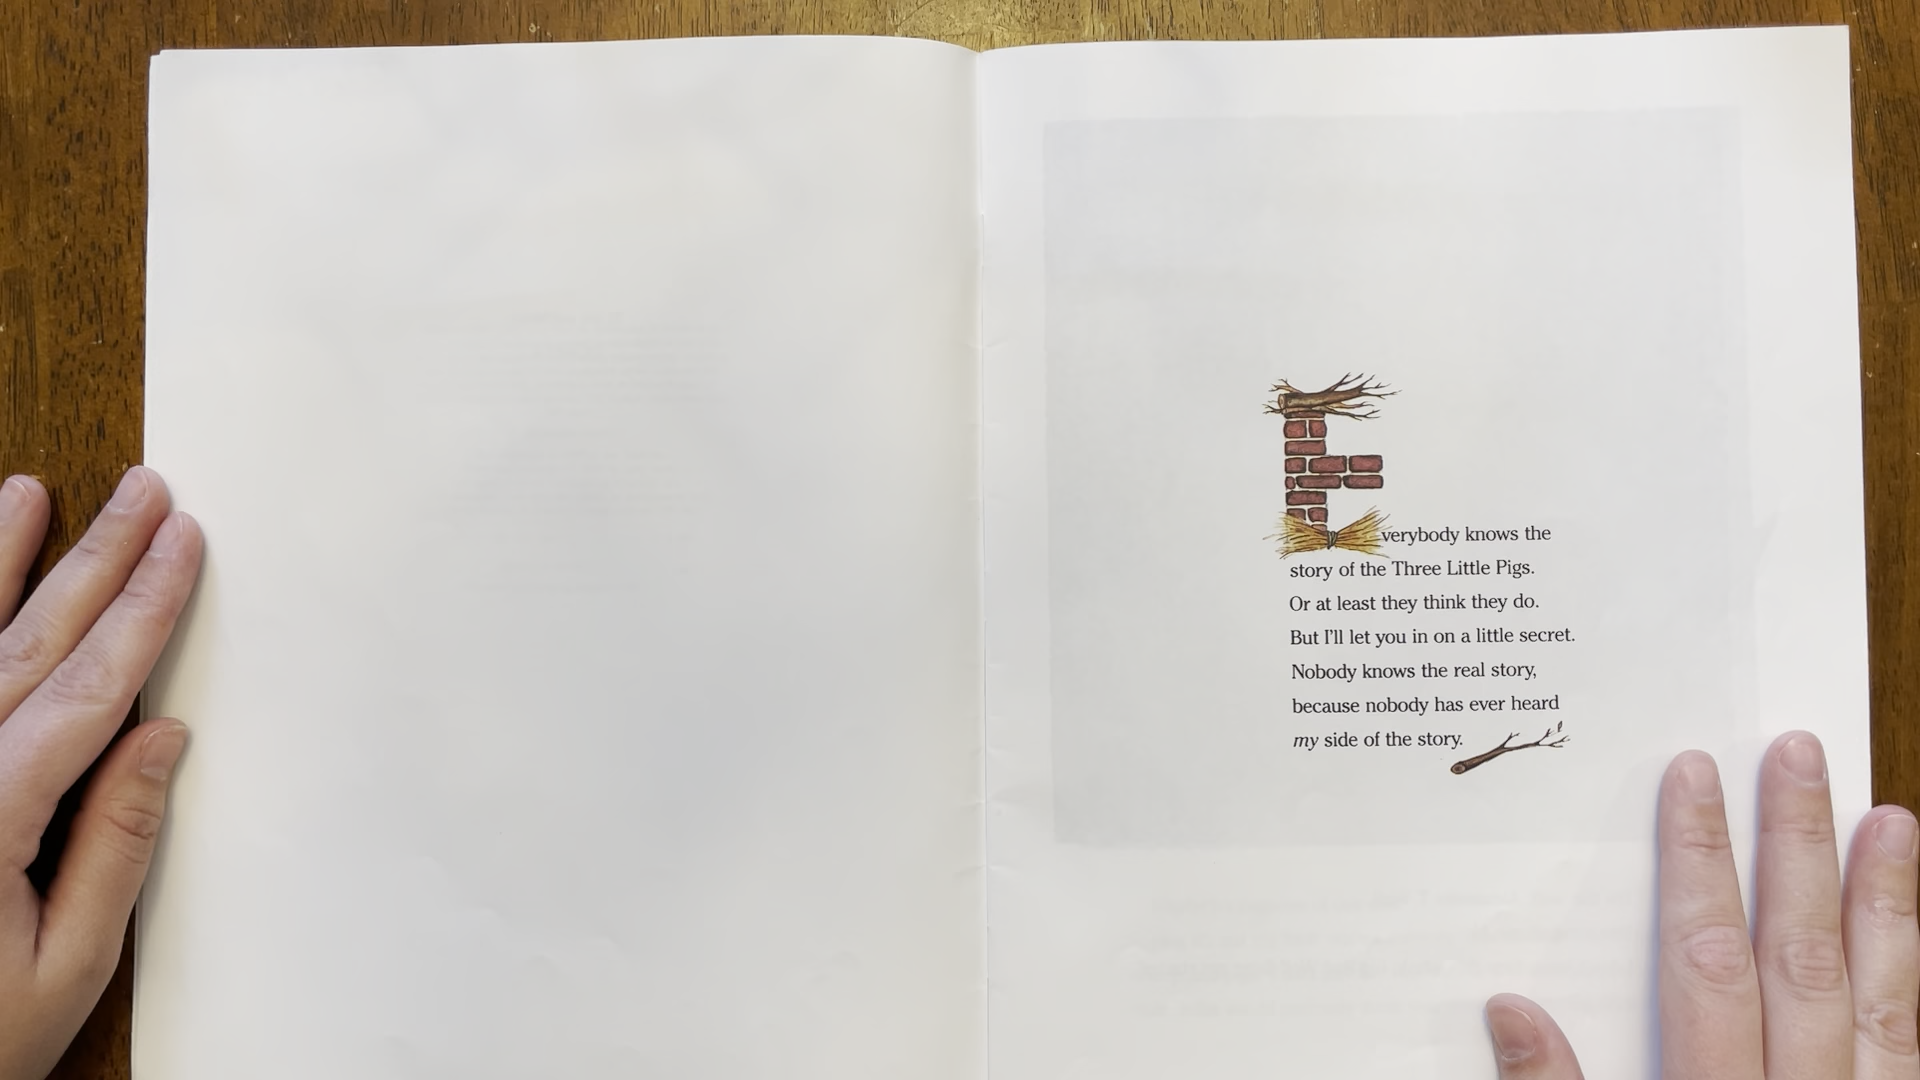 Everybody knows the
story of the Three Little Pigs.
Or at least they think they do.
But I'll let you in on a little secret.
Nobody knows the real story,
because nobody has ever heard
my side of the story.